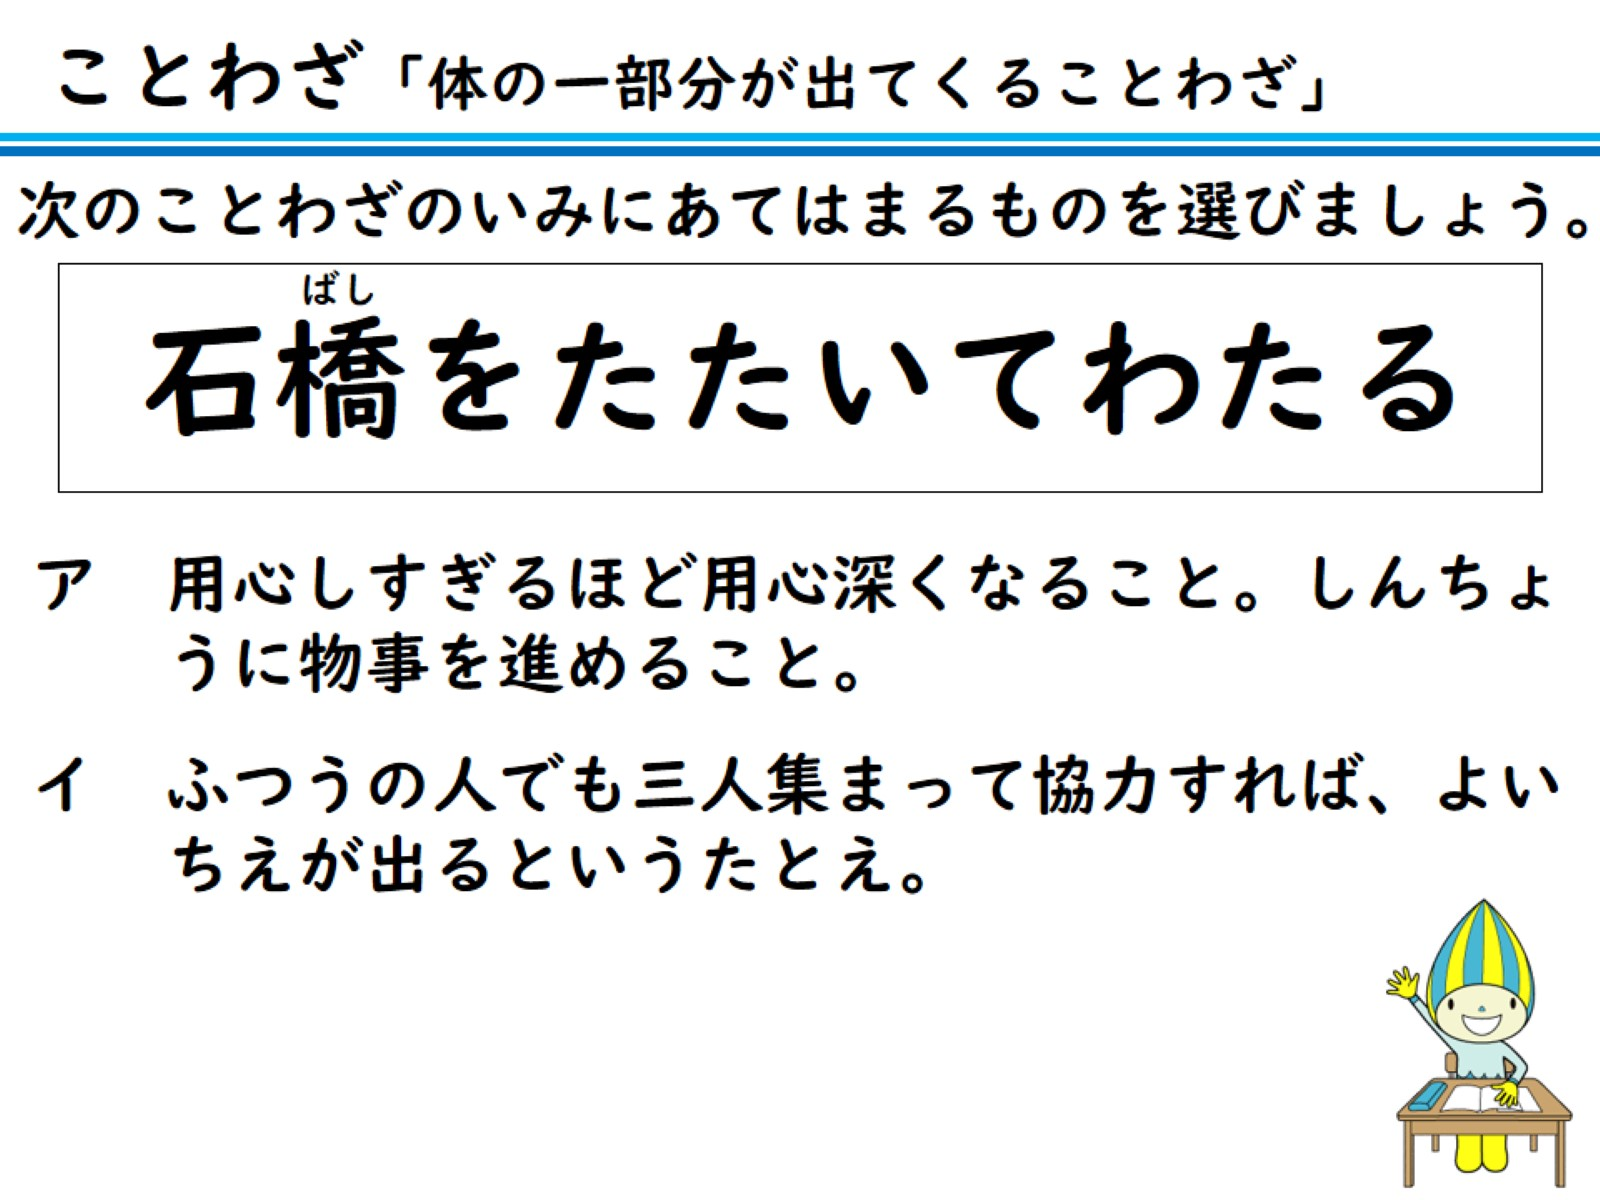 ことわざ「体の一部分が出てくることわざ」
次のことわざのいみにあてはまるものを選びましょう。
ばし
石橋をたたいてわたる
ア　用心しすぎるほど用心深くなること。しんちょ
うに物事を進めること。
イ　ふつうの人でも三人集まって協力すれば、よい
ちえが出るというたとえ。